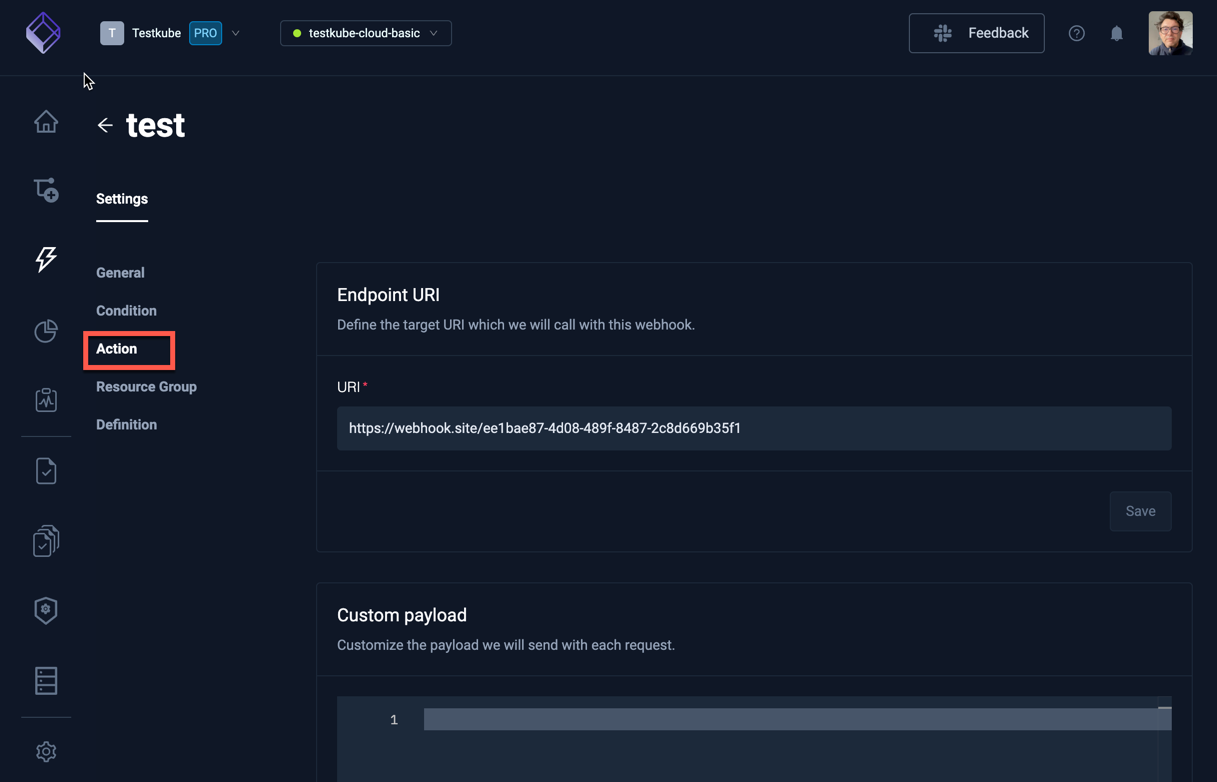 T Testkube PRO
testkube-cloud-basic
Feedback
?
test
Settings
General
Condition
Action
Resource Group
Definition
Endpoint URI
Define the target URI which we will call with this webhook.
URI*
https://webhook.site/ee1bae87-4d08-489f-8487-2c8d669b35f1
Save
Custom payload
Customize the payload we will send with each request.
1